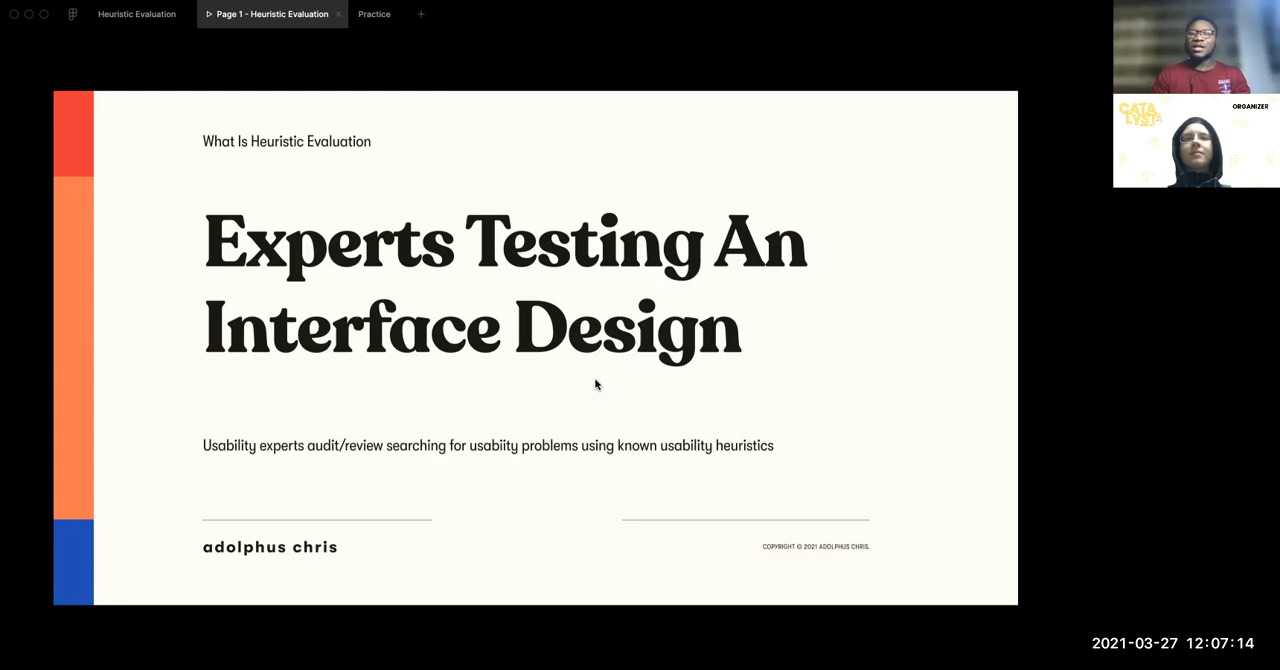 Heuristic Evaluation
Page 1 - Heuristic Evaluation
Practice
CATA
LYST
ORGANIZER
What Is Heuristic Evaluation
Experts Testing An
Interface Design
Usability experts audit/review searching for usabiity problems using known usability heuristics
adolphus chris
COPYRIGHT © 2021 ADOLPHUS CHRIS.
2021-03-27 12:07:14